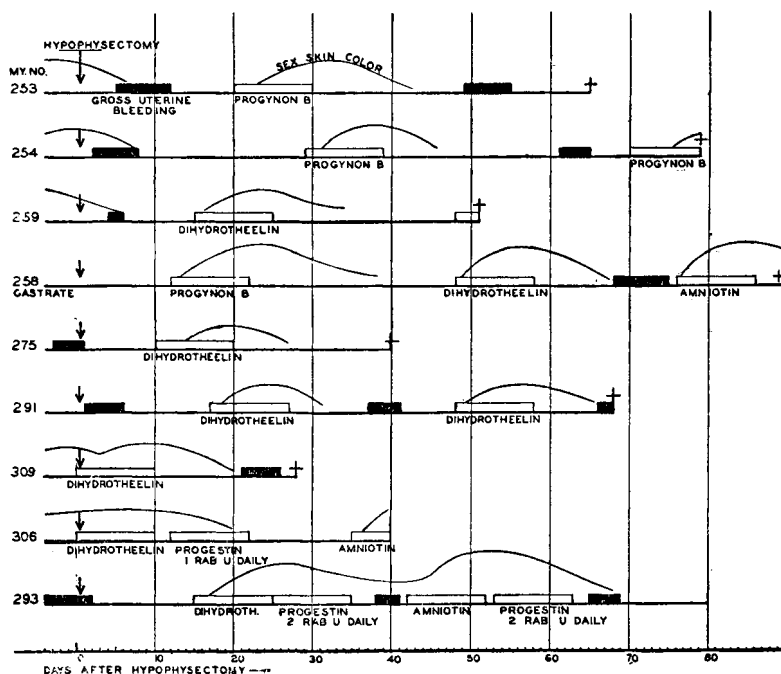 HYPOPHYSECTOMY
SEX SKIN COLOR
MY. NO.
253
GROSS UTERINE BLEEDING
PROGYNON B
254
PROGYNON B
PROGYNON B
259
DIHYDROTHEELIN
258
CASTRATE
PROGYNON B
DIHYDROTHEELIN
AMNIOTIN
275
DIHYDROTHEELIN
291
DIHYDROTHEELIN
DIHYDROTHEELIN
309
DIHYDROTHEELIN
306
DIHYDROTHEELIN
PROGESTIN
1 RAB U DAILY
AMNIOTIN
293
DIHYDROTH.
PROGESTIN
2 RAB U DAILY
AMNIOTIN
PROGESTIN
2 RAB U DAILY
10 20 30 40 50 60 70 80
DAYS AFTER HYPOPHYSECTOMY